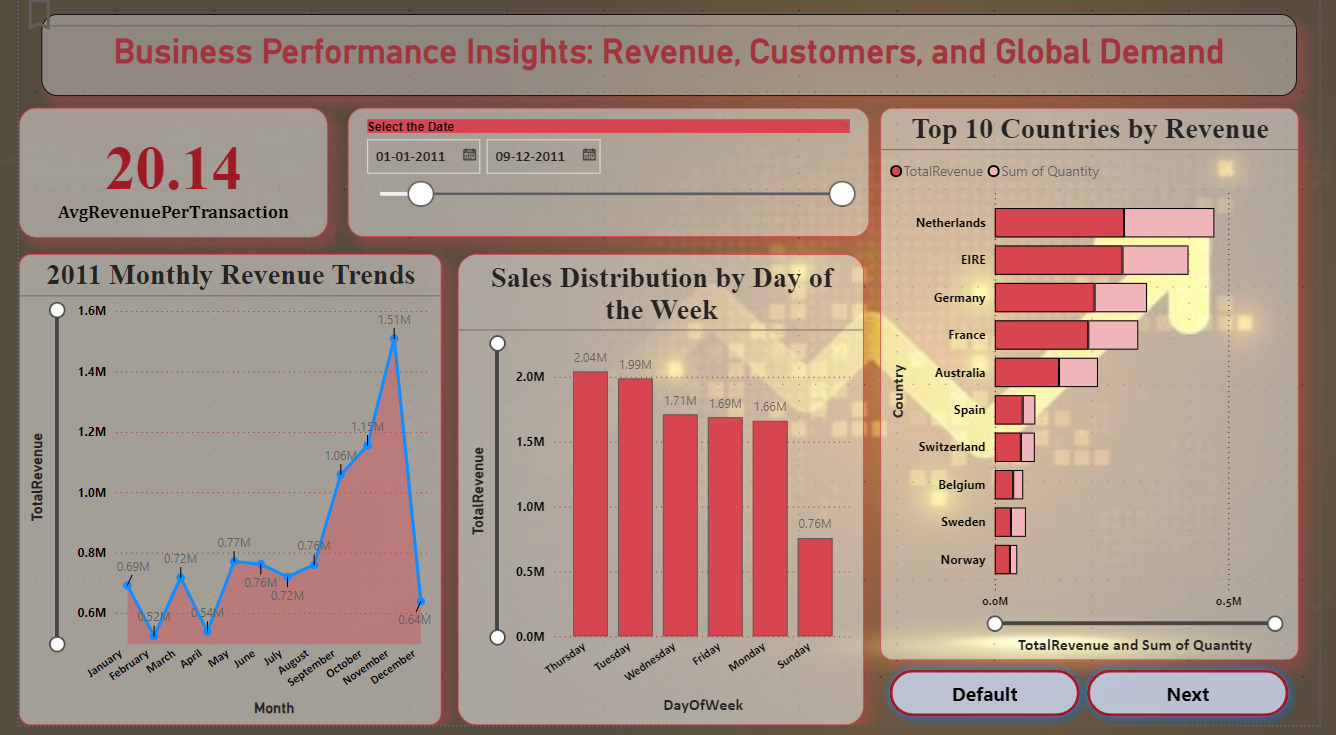 Business Performance Insights: Revenue, Customers, and Global Demand
20.14
AvgRevenuePerTransaction
Select the Date
01-01-2011
09-12-2011
2011 Monthly Revenue Trends
TotalRevenue
1.6M
1.4M
1.2M
1.0M
0.8M
0.6M
0.69M
0.52M
0.72M
0.54M
0.77M
0.76M
0.72M
0.76M
1.06M
1.15M
1.51M
0.64M
January
February
March
April
May
June
July
August
September
October
November
December
Month
Sales Distribution by Day of
the Week
TotalRevenue
2.0M
1.5M
1.0M
0.5M
0.0M
2.04M
1.99M
1.71M
1.69M
1.66M
0.76M
Thursday
Tuesday
Wednesday
Friday
Monday
Sunday
DayOfWeek
Top 10 Countries by Revenue
TotalRevenue Sum of Quantity
Country
Netherlands
EIRE
Germany
France
Australia
Spain
Switzerland
Belgium
Sweden
Norway
0.0M
0.5M
TotalRevenue and Sum of Quantity
Default
Next